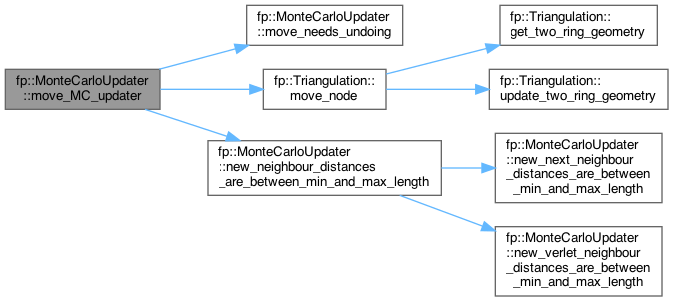 fp::MonteCarloUpdater
::move_MC_updater
fp::MonteCarloUpdater
::move_needs_undoing
fp::Triangulation::
move_node
fp::Triangulation::
get_two_ring_geometry
fp::Triangulation::
update_two_ring_geometry
fp::MonteCarloUpdater
::new_neighbour_distances
_are_between_min_and_max_length
fp::MonteCarloUpdater
::new_next_neighbour
_distances_are_between
_min_and_max_length
fp::MonteCarloUpdater
::new_verlet_neighbour
_distances_are_between
_min_and_max_length